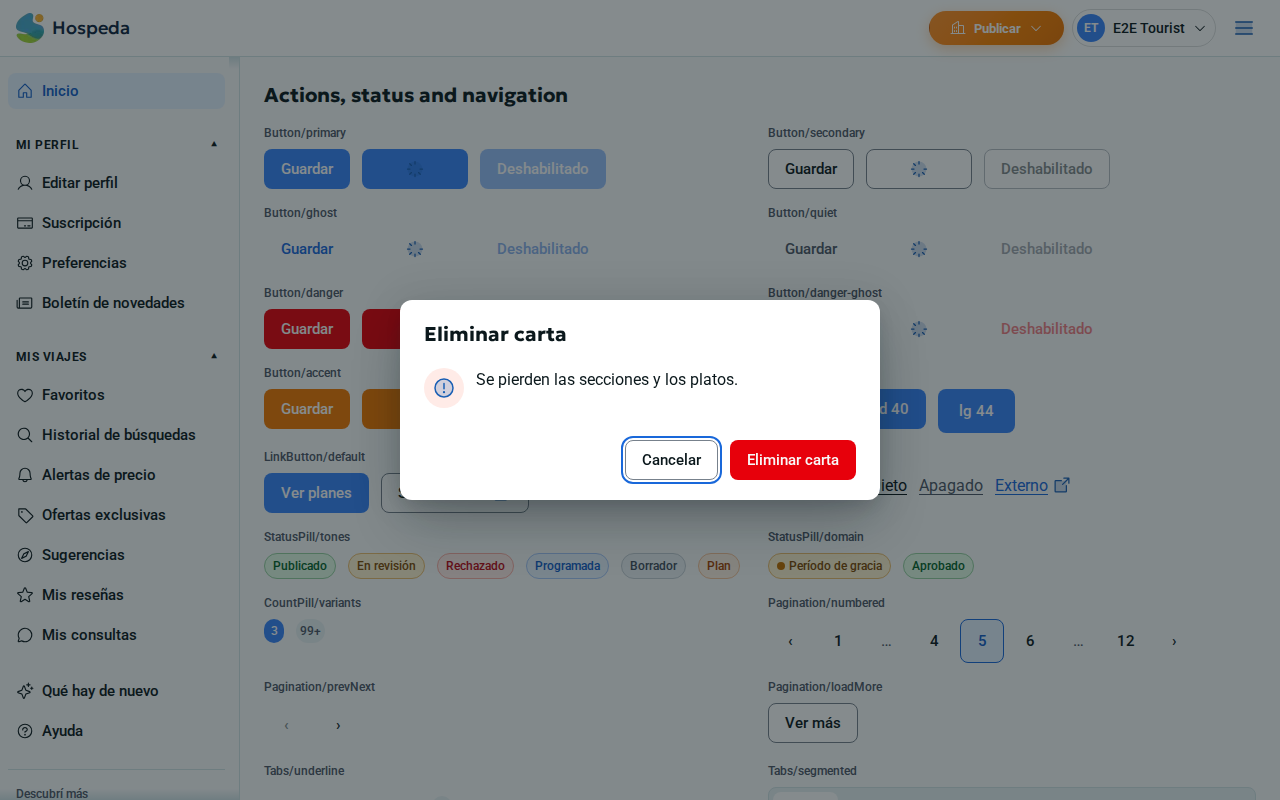 Hospeda
Publicar
ET E2E Tourist
Inicio
MI PERFIL
Editar perfil
Suscripción
Preferencias
Boletín de novedades
MIS VIAJES
Favoritos
Historial de búsquedas
Alertas de precio
Ofertas exclusivas
Sugerencias
Mis reseñas
Mis consultas
Qué hay de nuevo
Ayuda
Descubrí más
Actions, status and navigation
Button/primary
Guardar Deshabilitado
Button/secondary
Guardar Deshabilitado
Button/ghost
Guardar Deshabilitado
Button/quiet
Guardar Deshabilitado
Button/danger
Guardar
Button/danger-ghost
Deshabilitado
Button/accent
Guardar
40
lg 44
Eliminar carta
Se pierden las secciones y los platos.
Cancelar Eliminar carta
LinkButton/default
Ver planes
Apagado Externo
StatusPill/tones
Publicado En revisión Rechazado Programada Borrador Plan
StatusPill/domain
Período de gracia Aprobado
CountPill/variants
3 99+
Pagination/numbered
‹ 1 … 4 5 6 … 12 ›
Pagination/prevNext
‹ ›
Pagination/loadMore
Ver más
Tabs/underline
Tabs/segmented